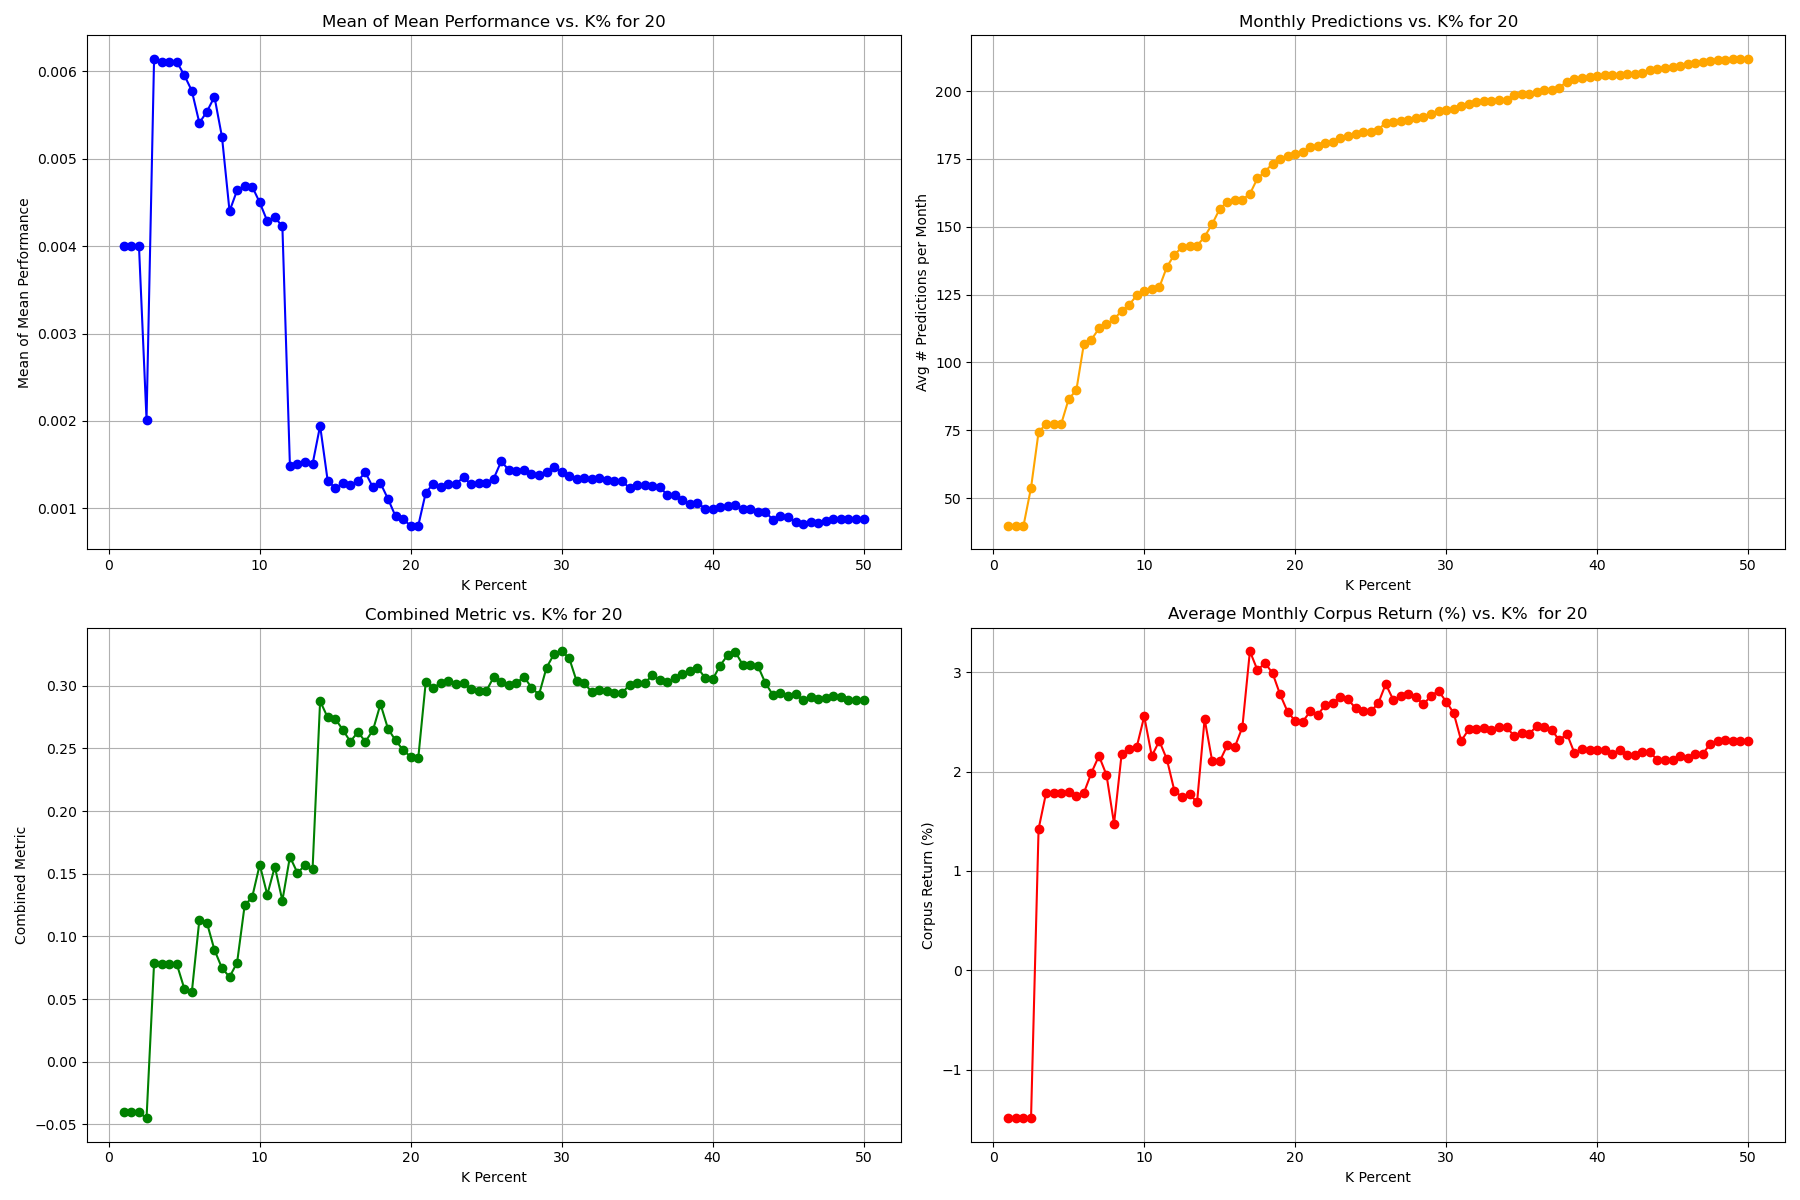 Mean of Mean Performance vs. K% for 20
Mean of Mean Performance
0.006
0.005
0.004
0.003
0.002
0.001
0 10 20 30 40 50
K Percent
Monthly Predictions vs. K% for 20
Avg # Predictions per Month
200
175
150
125
100
75
50
0 10 20 30 40 50
K Percent
Combined Metric vs. K% for 20
Combined Metric
0.30
0.25
0.20
0.15
0.10
0.05
0.00
−0.05
0 10 20 30 40 50
K Percent
Average Monthly Corpus Return (%) vs. K%  for 20
Corpus Return (%)
3
2
1
0
−1
0 10 20 30 40 50
K Percent